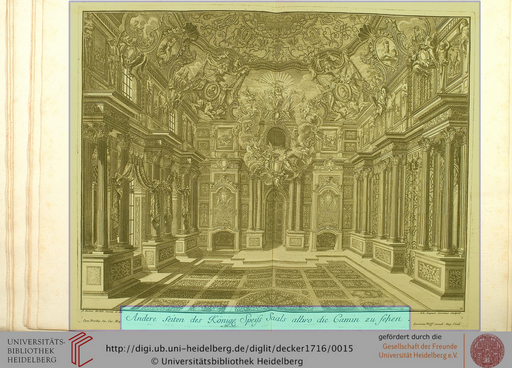 Andere seiten des Königs Speiß Saals allwo die Camin zu sehen
UNIVERSITÄTS-
BIBLIOTHEK
HEIDELBERG
http://digi.ub.uni-heidelberg.de/diglit/decker1716/0015
© Universitätsbibliothek Heidelberg
gefördert durch die
Gesellschaft der Freunde
Universität Heidelberg e.V.